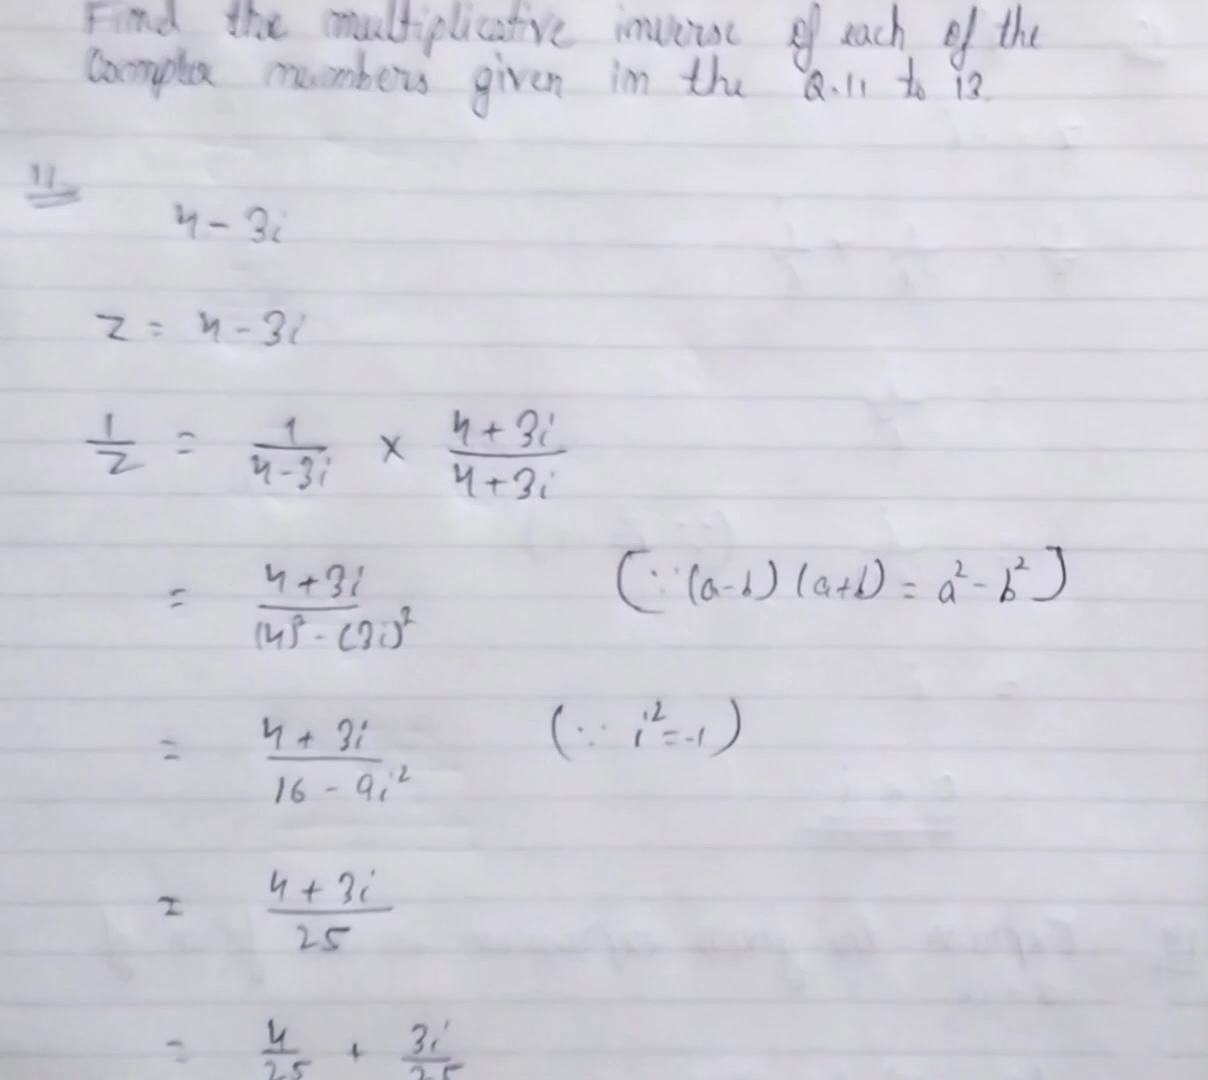 Find the multiplicative inverse of each of the
Complex numbers given in the Q.11 to 13.
11.
4 - 3i
z = 4 - 3i
1/z = 1/(4-3i) × (4+3i)/(4+3i)
= (4+3i)/((4)² - (3i)²) [∵ (a-b) (a+b) = a² - b²]
= (4+3i)/(16 - 9i²) (∵ i² = -1)
= (4+3i)/25
= 4/25 + 3i/25